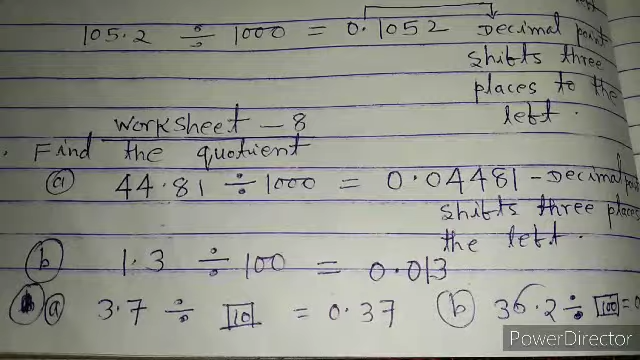 105.2 ÷ 1000 = 0.1052 Decimal point
shifts three
places to the
left.
Worksheet - 8
Find the quotient
(a) 44.81 ÷ 1000 = 0.04481 - Decimal point
shifts three places
the left.
(b) 1.3 ÷ 100 = 0.013
(a) 3.7 ÷ 10 = 0.37 (b) 36.2 ÷ 100 = 0
PowerDirector